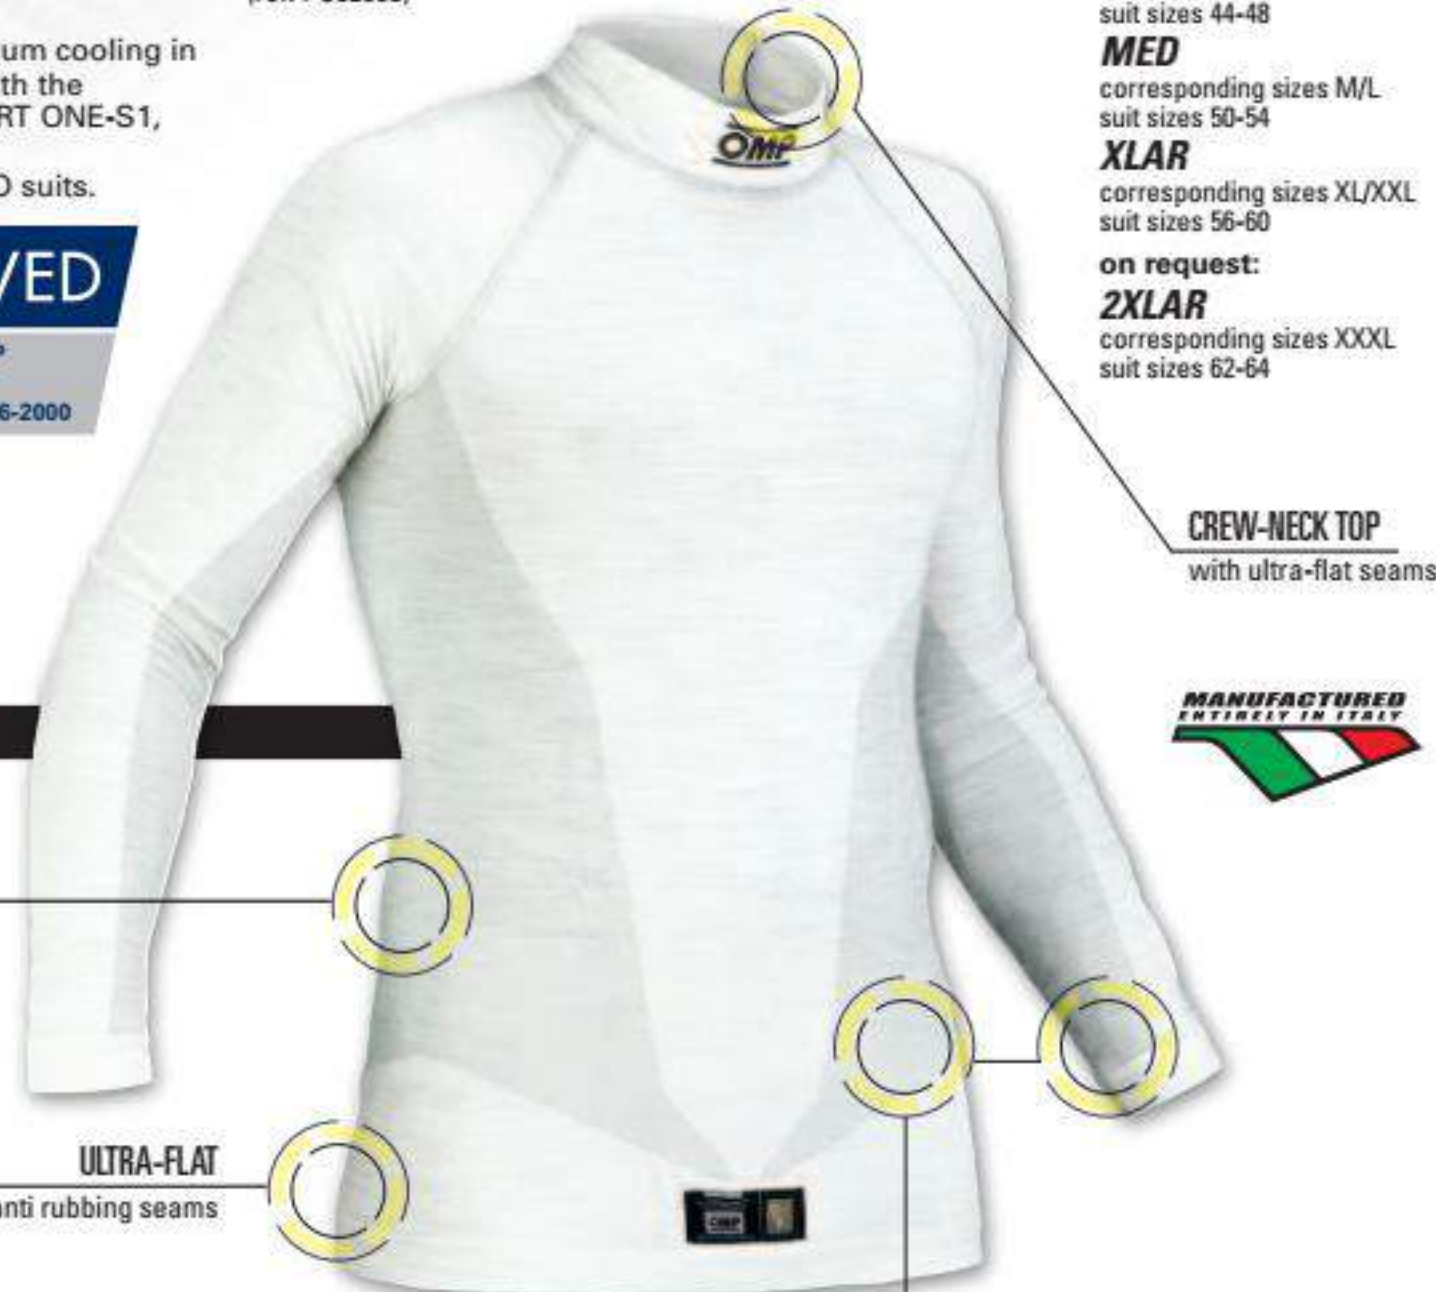 um cooling in
th the
RT ONE-S1,
O suits.
VED
6-2000
OMP
suit sizes 44-48
MED
corresponding sizes M/L
suit sizes 50-54
XLAR
corresponding sizes XL/XXL
suit sizes 56-60
on request:
2XLAR
corresponding sizes XXXL
suit sizes 62-64
CREW-NECK TOP
with ultra-flat seams
MANUFACTURED
ENTIRELY IN ITALY
ULTRA-FLAT
anti rubbing seams
OMP